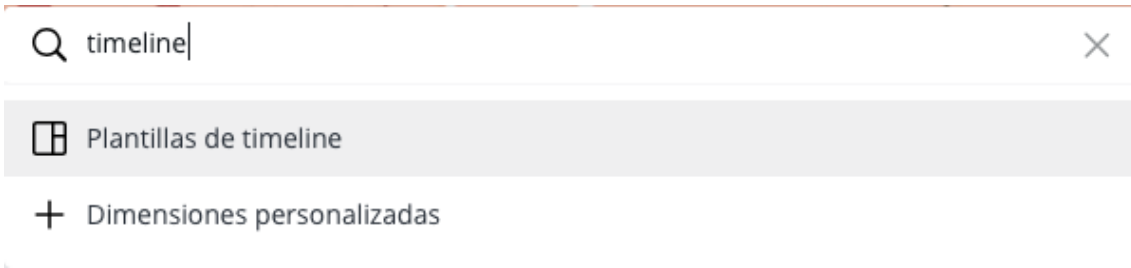 timeline
Plantillas de timeline
Dimensiones personalizadas